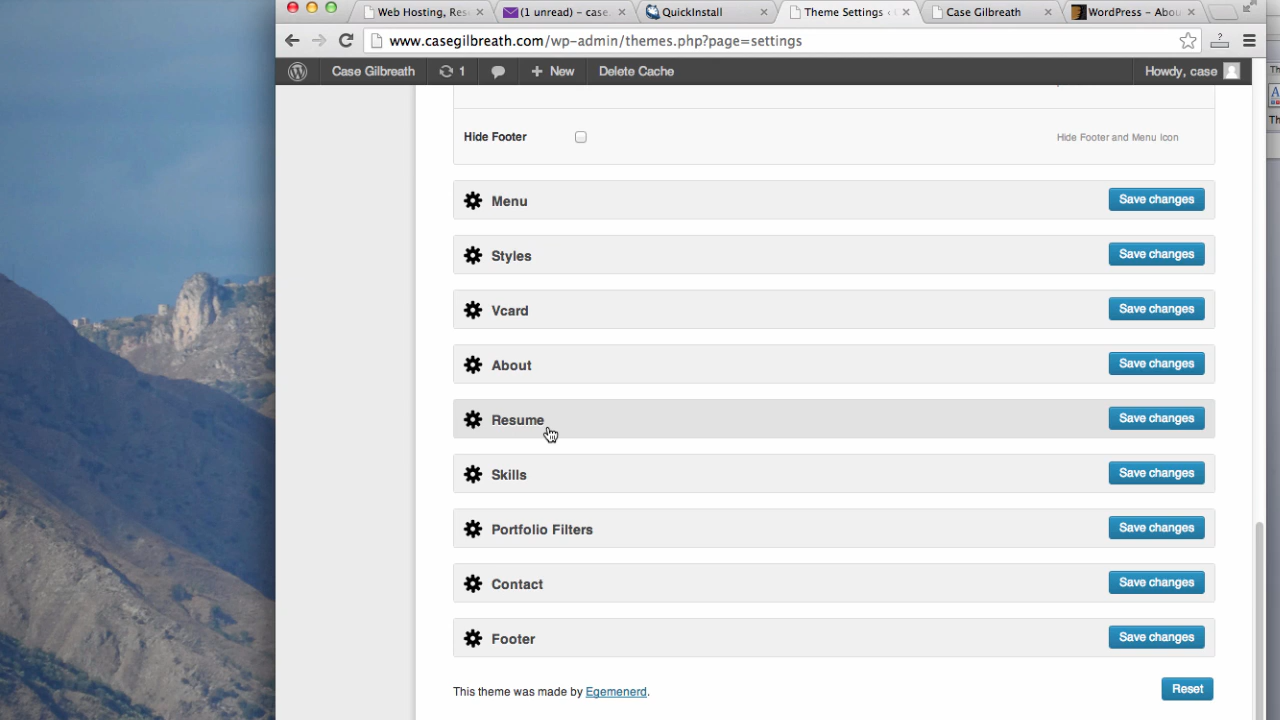 Web Hosting, Res
(1 unread) – case
QuickInstall
Theme Settings
Case Gilbreath
WordPress – Abou
www.casegilbreath.com/wp-admin/themes.php?page=settings
Case Gilbreath 1 + New Delete Cache Howdy, case
Hide Footer Hide Footer and Menu Icon
Menu Save changes
Styles Save changes
Vcard Save changes
About Save changes
Resume Save changes
Skills Save changes
Portfolio Filters Save changes
Contact Save changes
Footer Save changes
This theme was made by Egemenerd. Reset